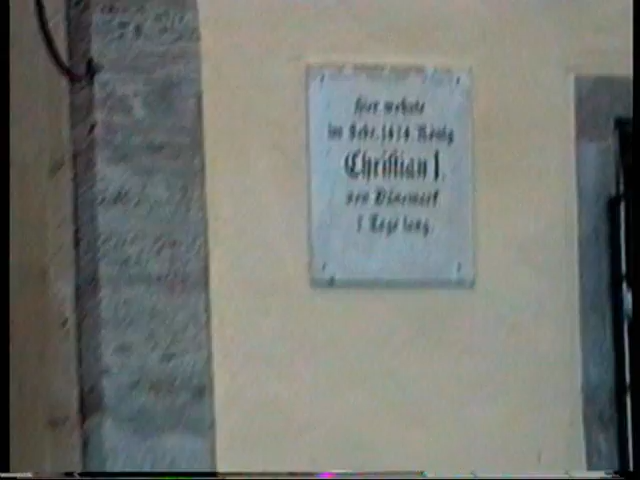 Hier wohnte
im Febr. 1474 König
Christian I.
von Dänemark
Tage lang.